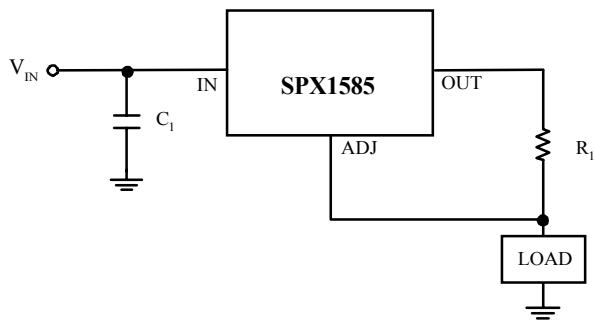 V_IN
IN
SPX1585
OUT
C_1
ADJ
R_1
LOAD